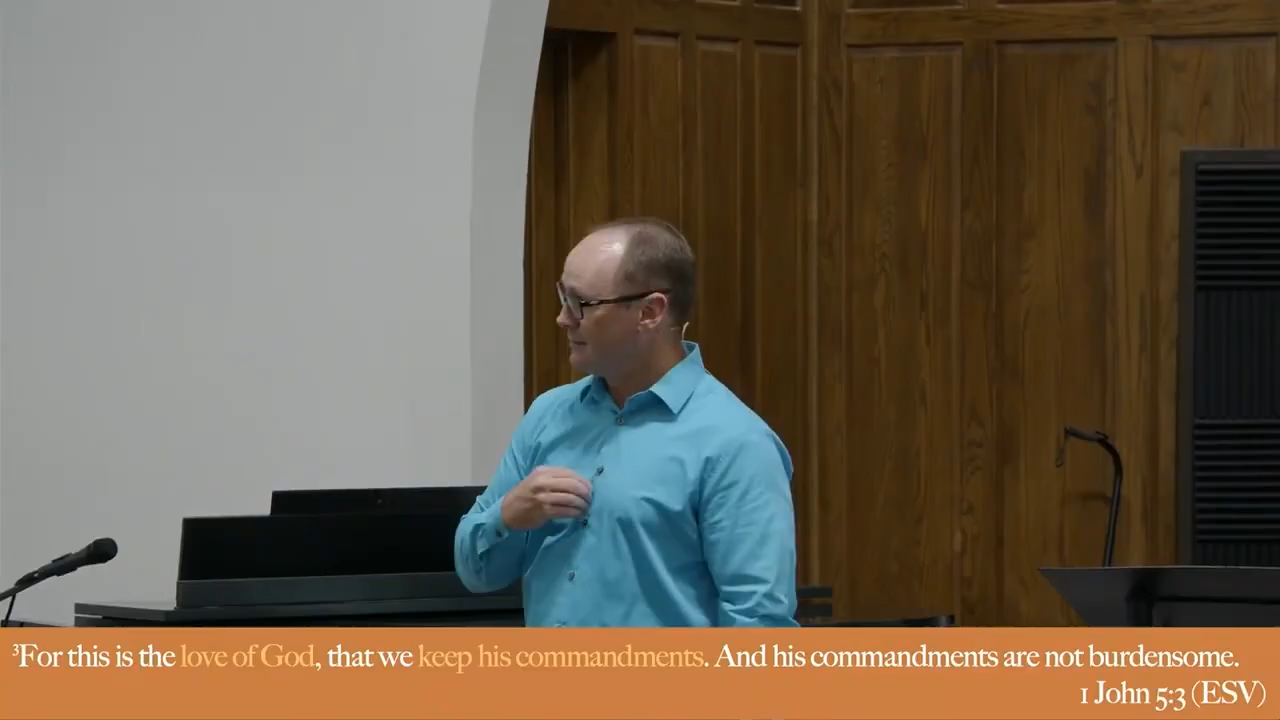 ³For this is the love of God, that we keep his commandments. And his commandments are not burdensome.
1 John 5:3 (ESV)